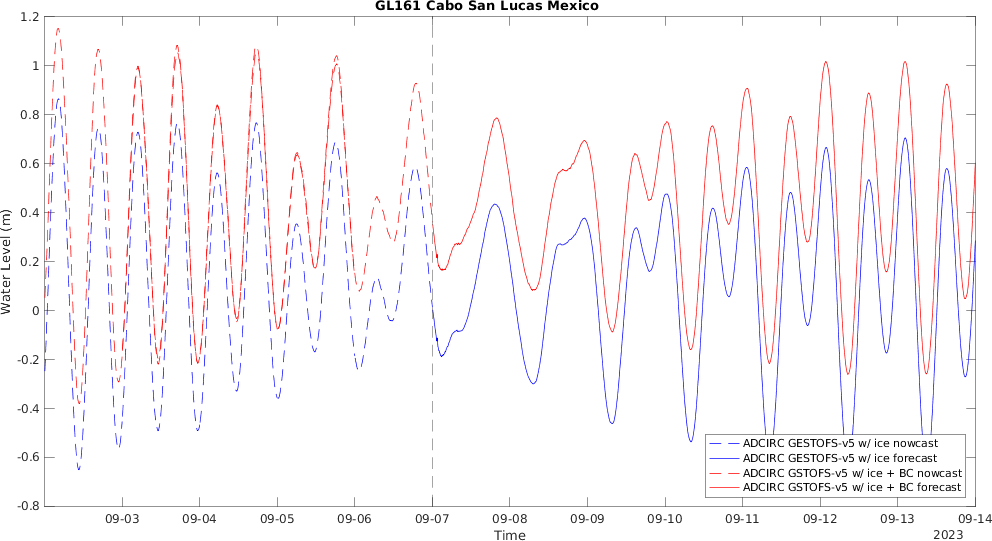 GL161 Cabo San Lucas Mexico
1.2
1
0.8
0.6
0.4
0.2
0
-0.2
-0.4
-0.6
-0.8
Water Level (m)
ADCIRC GESTOFS-v5 w/ ice nowcast
ADCIRC GESTOFS-v5 w/ ice forecast
ADCIRC GSTOFS-v5 w/ ice + BC nowcast
ADCIRC GSTOFS-v5 w/ ice + BC forecast
09-03 09-04 09-05 09-06 09-07 09-08 09-09 09-10 09-11 09-12 09-13 09-14
Time
2023